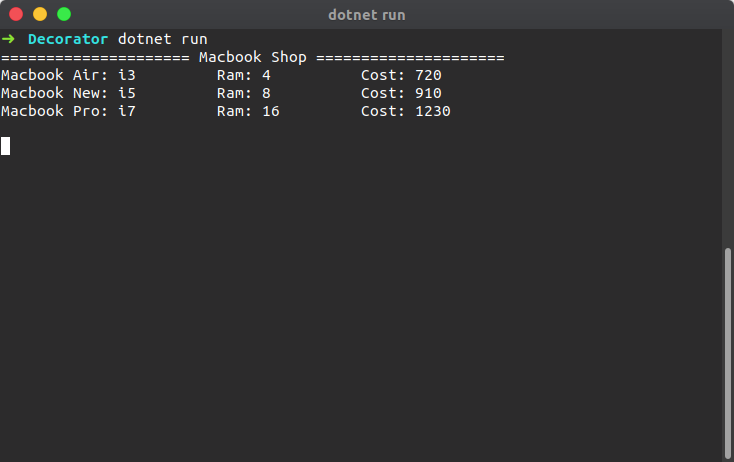 dotnet run
➜  Decorator dotnet run
===================== Macbook Shop =====================
Macbook Air: i3         Ram: 4          Cost: 720
Macbook New: i5         Ram: 8          Cost: 910
Macbook Pro: i7         Ram: 16         Cost: 1230